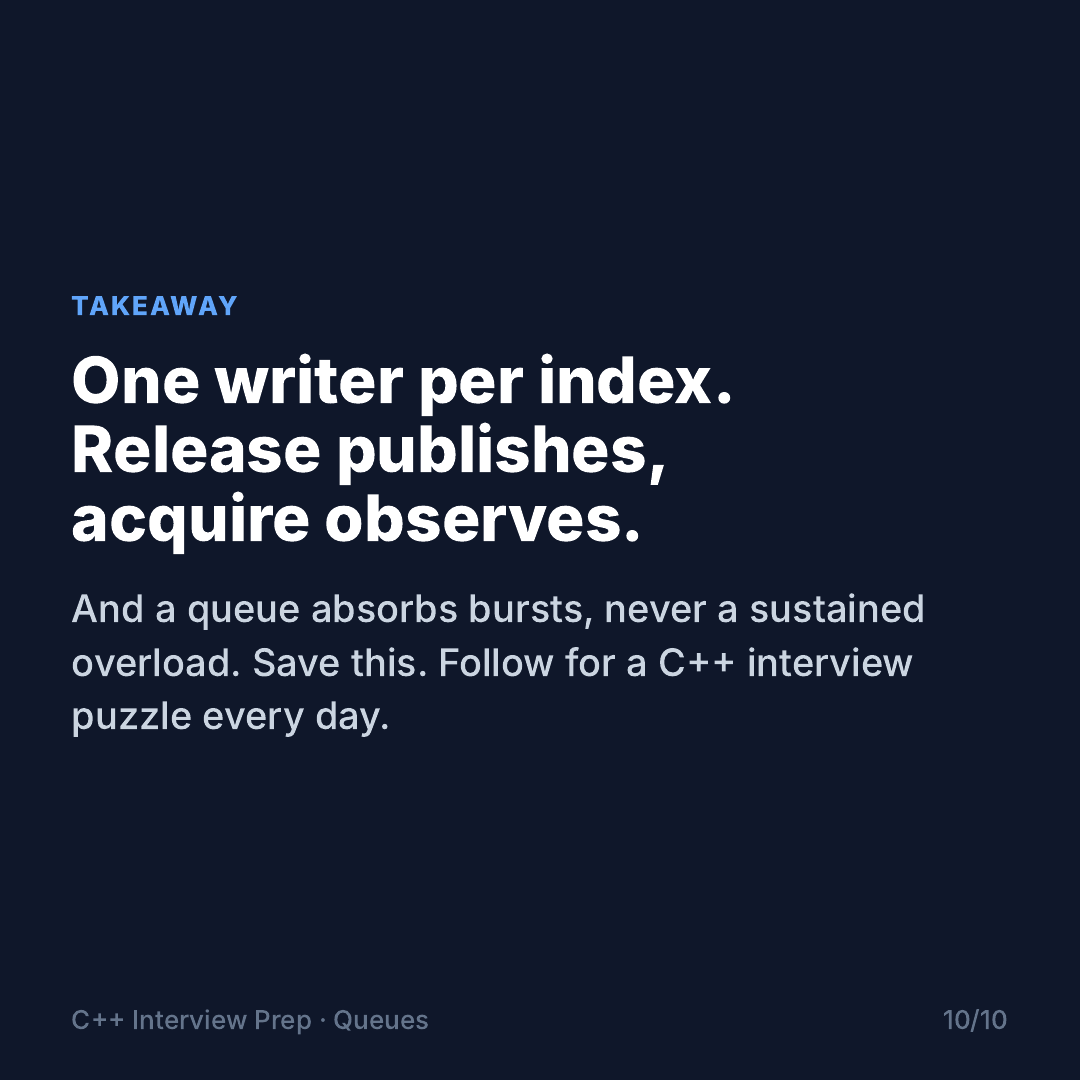 TAKEAWAY
One writer per index.
Release publishes,
acquire observes.
And a queue absorbs bursts, never a sustained
overload. Save this. Follow for a C++ interview
puzzle every day.
C++ Interview Prep · Queues
10/10